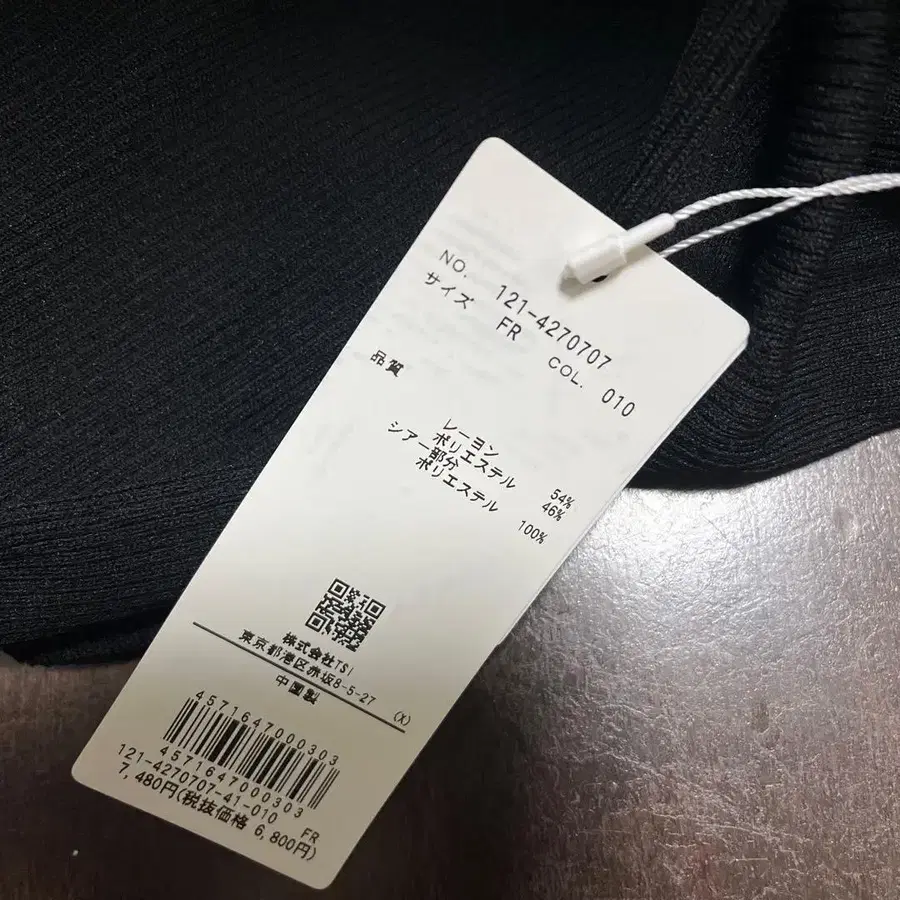 NO. 121-4270707
サイズ FR COL. 010
品質
レーヨン 54%
ポリエステル 46%
シアー部分
ポリエステル 100%
株式会社TSI
東京都港区赤坂8-5-27
中国製 (X)
4571647000303
4571647000303
121-4270707-41-010 FR
7,480円(税抜価格 6,800円)